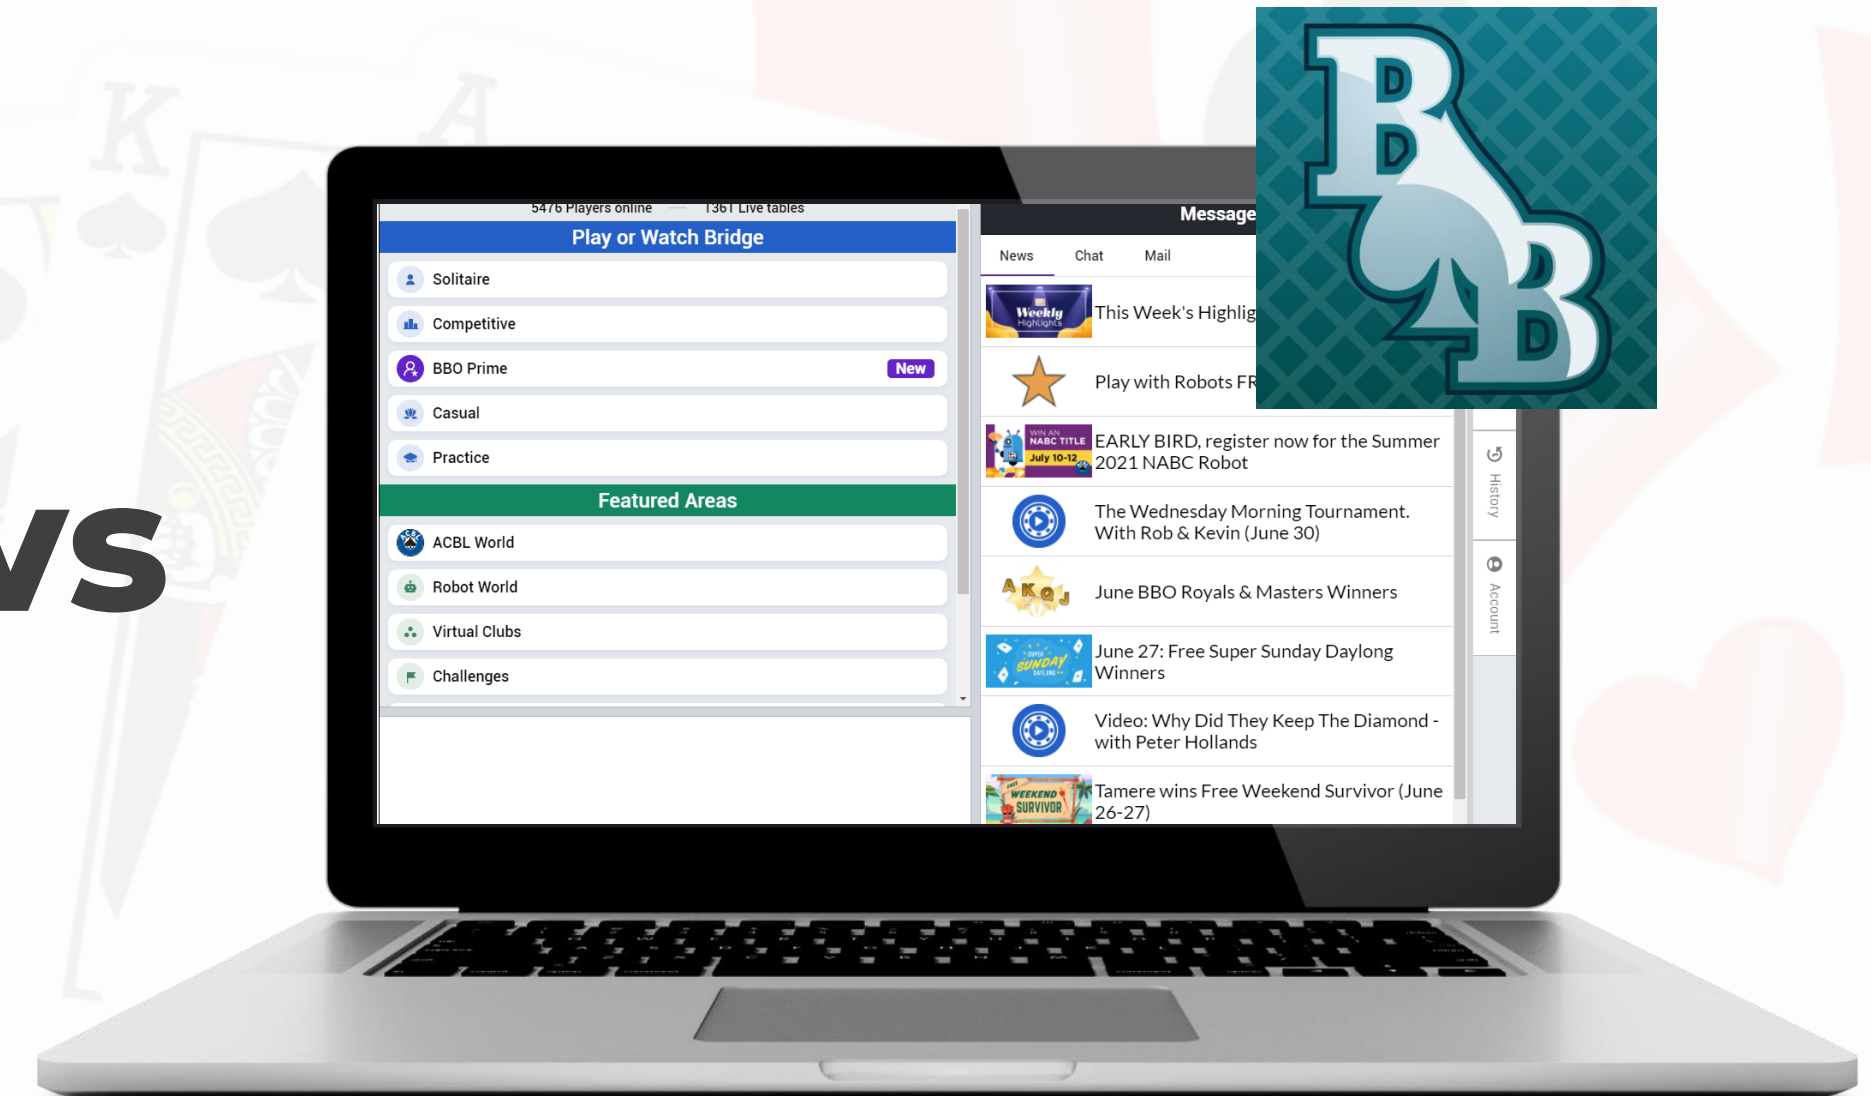 K
A
BB
5476 Players online — 1361 Live tables
Play or Watch Bridge
Solitaire
Competitive
BBO Prime
New
Casual
Practice
Featured Areas
ACBL World
Robot World
Virtual Clubs
Challenges
Message
News Chat Mail
Weekly
Highlights
This Week's Highlig
Play with Robots FR
WIN AN
NABC TITLE
July 10-12
EARLY BIRD, register now for the Summer
2021 NABC Robot
The Wednesday Morning Tournament.
With Rob & Kevin (June 30)
A K Q J
June BBO Royals & Masters Winners
SUPER
SUNDAY
DAYLONG
June 27: Free Super Sunday Daylong
Winners
Video: Why Did They Keep The Diamond -
with Peter Hollands
FREE
WEEKEND
SURVIVOR
Tamere wins Free Weekend Survivor (June
26-27)
History
Account